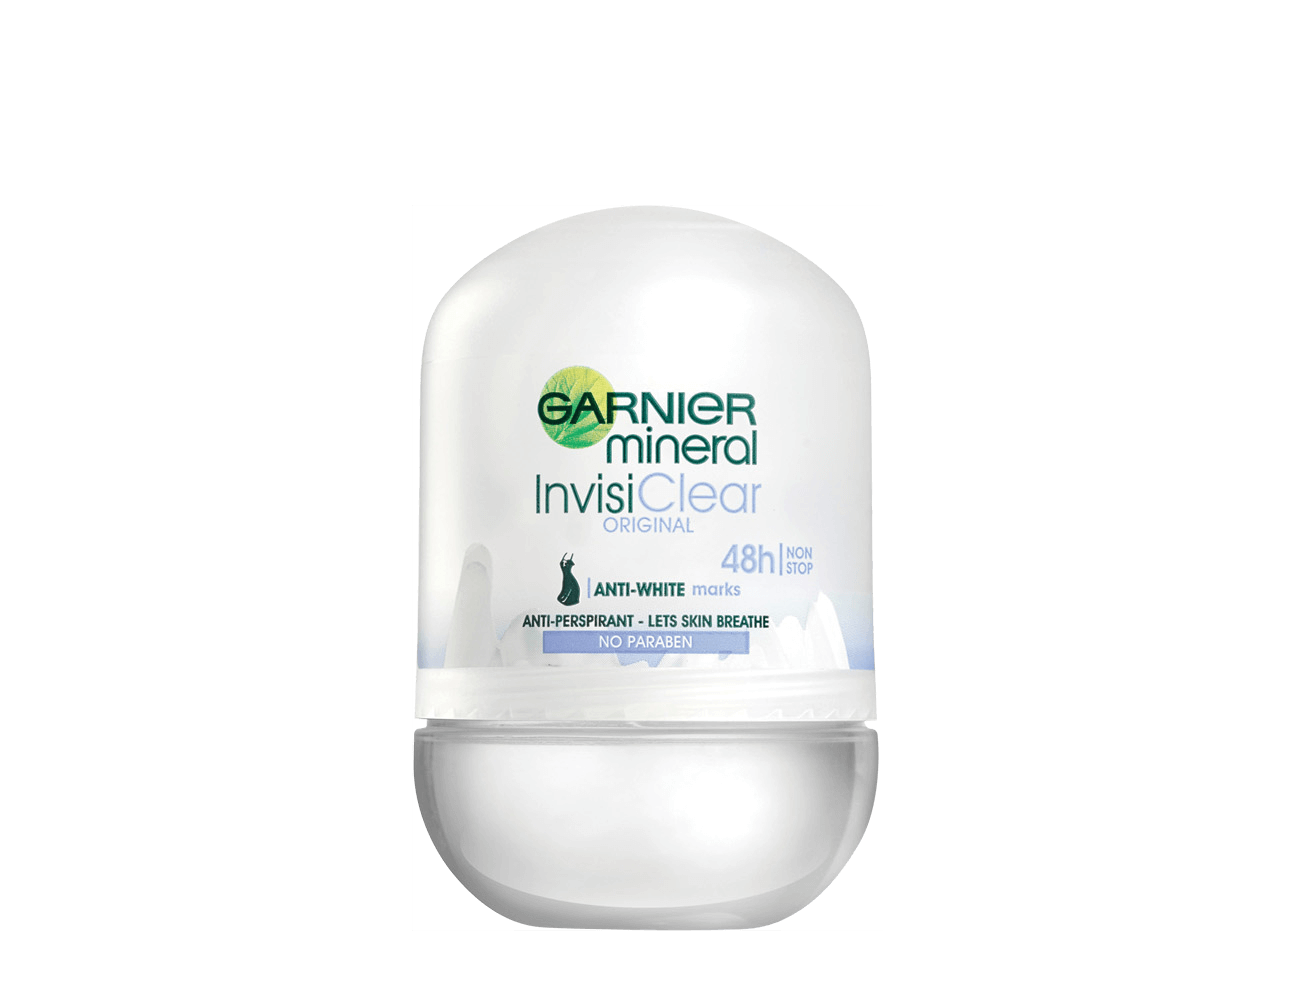 GARNIER
mineral
InvisiClear
ORIGINAL
48h NON
STOP
ANTI-WHITE marks
ANTI-PERSPIRANT - LETS SKIN BREATHE
NO PARABEN